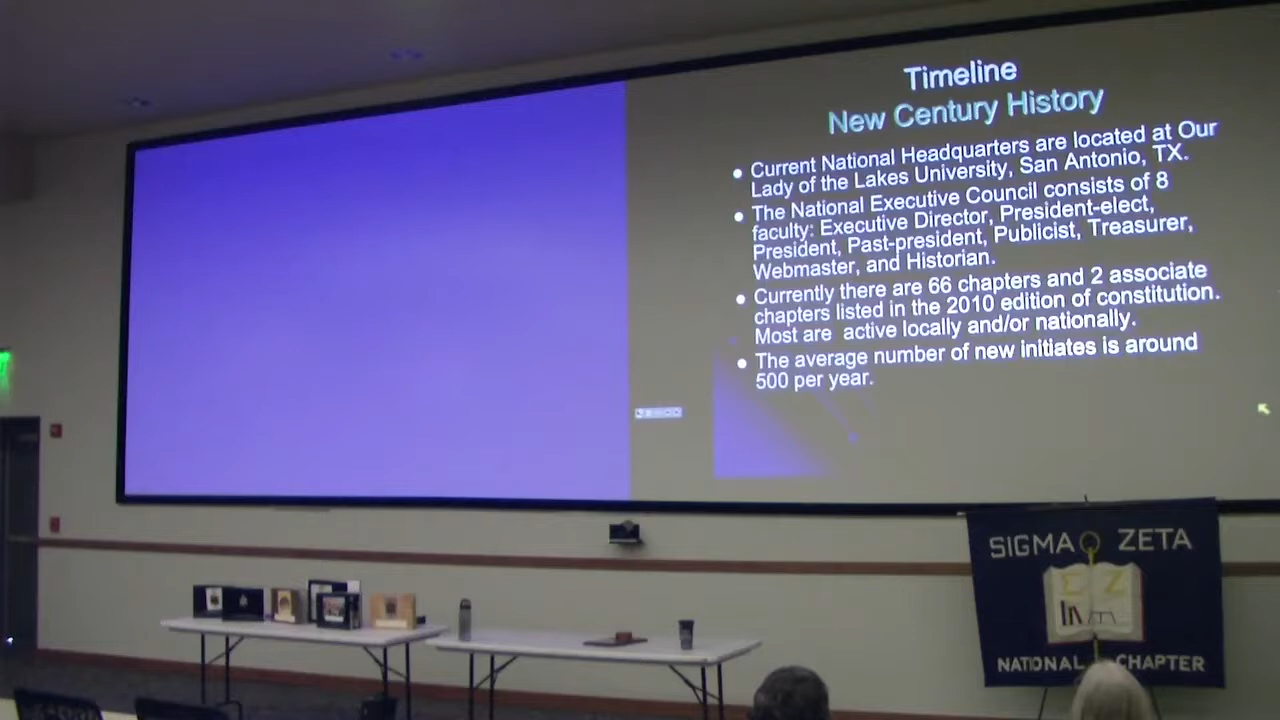 Timeline
New Century History
• Current National Headquarters are located at Our
Lady of the Lakes University, San Antonio, TX.
• The National Executive Council consists of 8
faculty: Executive Director, President-elect,
President, Past-president, Publicist, Treasurer,
Webmaster, and Historian.
• Currently there are 66 chapters and 2 associate
chapters listed in the 2010 edition of constitution.
Most are active locally and/or nationally.
• The average number of new initiates is around
500 per year.
SIGMA ZETA
Σ Z
NATIONAL CHAPTER